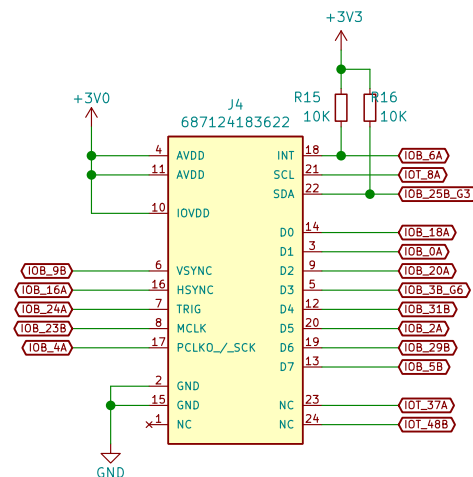 +3V3
J4
687124183622
R15
10K
R16
10K
+3V0
4 AVDD INT 18 IOB_6A
11 AVDD SCL 21 IOT_8A
SDA 22 IOB_25B_G3
10 IOVDD
D0 14 IOB_18A
D1 3 IOB_0A
IOB_9B 6 VSYNC D2 9 IOB_20A
IOB_16A 16 HSYNC D3 5 IOB_3B_G6
IOB_24A 7 TRIG D4 12 IOB_31B
IOB_23B 8 MCLK D5 20 IOB_2A
IOB_4A 17 PCLKO_/_SCK D6 19 IOB_29B
D7 13 IOB_5B
2 GND
15 GND NC 23 IOT_37A
1 NC NC 24 IOT_48B
GND